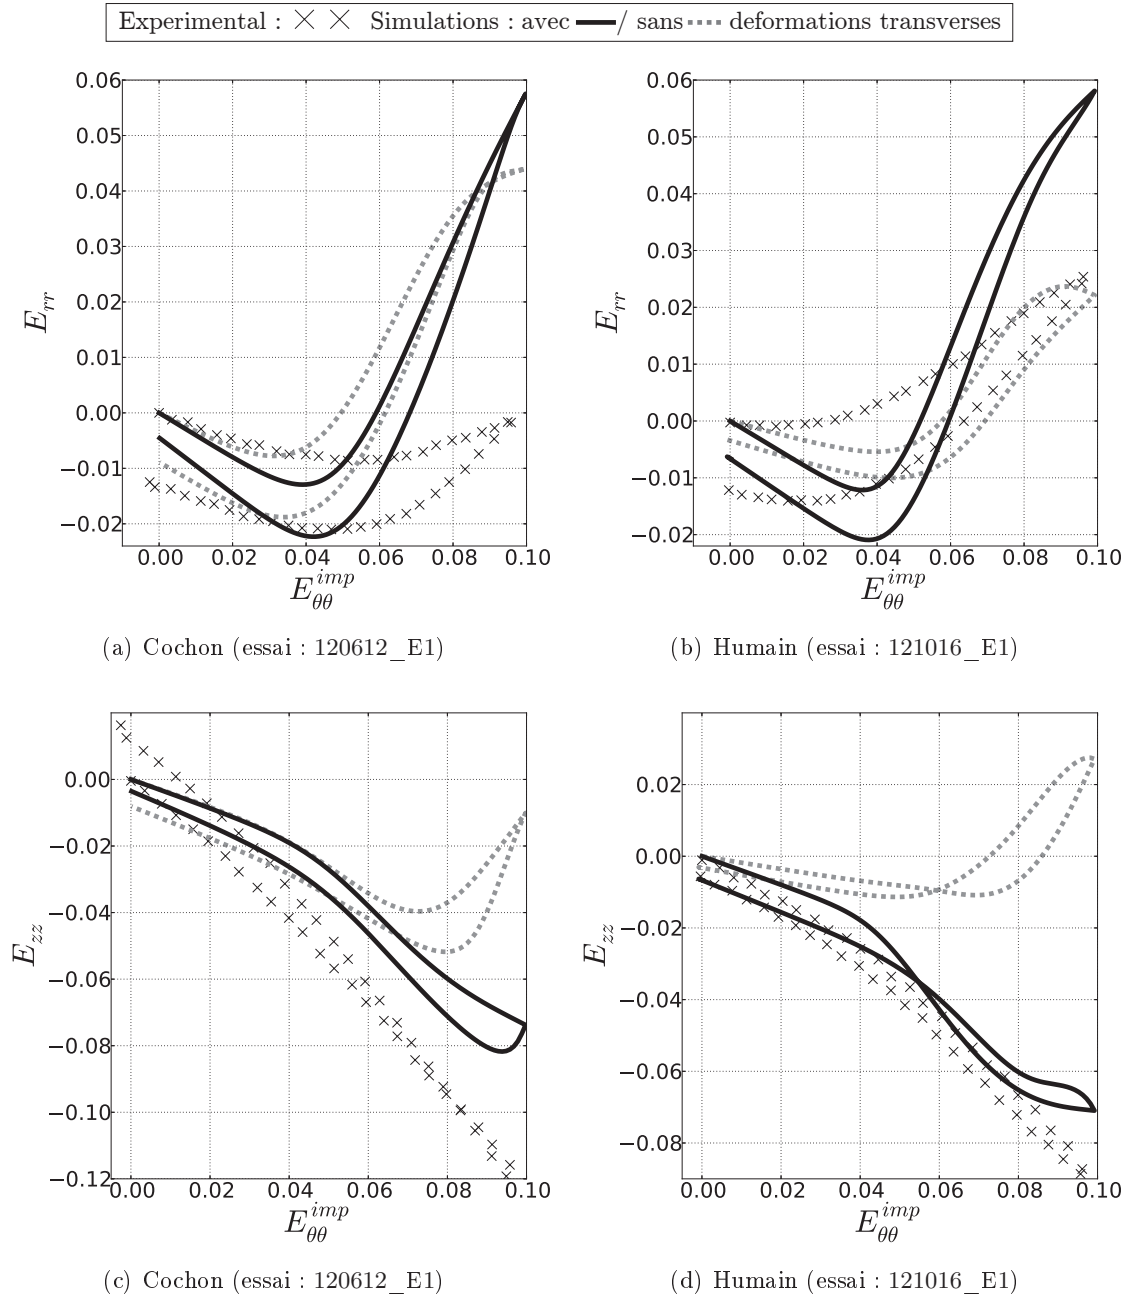 Experimental : × × Simulations : avec / sans deformations transverses
0.06
0.05
0.04
0.03
0.02
0.01
0.00
−0.01
−0.02
E_rr
0.00 0.02 0.04 0.06 0.08 0.10
E_θθ^imp
(a) Cochon (essai : 120612_E1)
0.06
0.05
0.04
0.03
0.02
0.01
0.00
−0.01
−0.02
E_rr
0.00 0.02 0.04 0.06 0.08 0.10
E_θθ^imp
(b) Humain (essai : 121016_E1)
0.00
−0.02
−0.04
−0.06
−0.08
−0.10
−0.12
E_zz
0.00 0.02 0.04 0.06 0.08 0.10
E_θθ^imp
(c) Cochon (essai : 120612_E1)
0.02
0.00
−0.02
−0.04
−0.06
−0.08
E_zz
0.00 0.02 0.04 0.06 0.08 0.10
E_θθ^imp
(d) Humain (essai : 121016_E1)